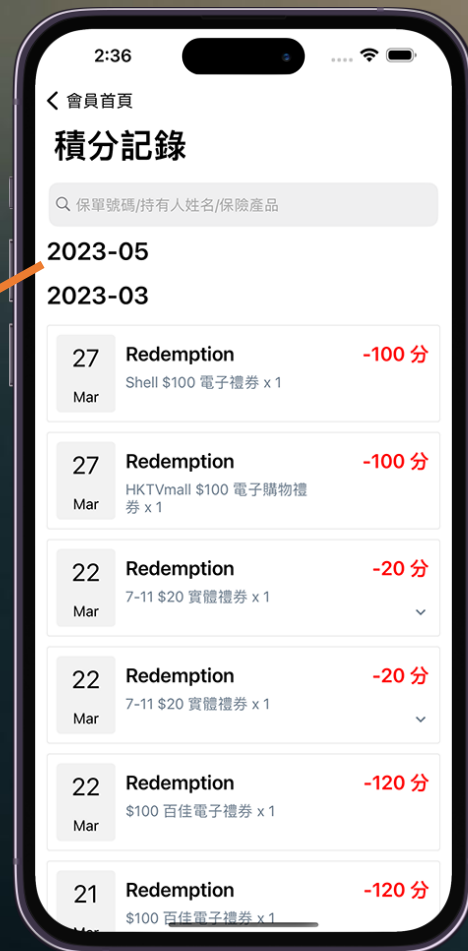 2:36
會員首頁
積分記錄
保單號碼/持有人姓名/保險產品
2023-05
2023-03
27 Redemption -100 分
Mar Shell $100 電子禮券 x 1
27 Redemption -100 分
Mar HKTVmall $100 電子購物禮
券 x 1
22 Redemption -20 分
Mar 7-11 $20 實體禮券 x 1
22 Redemption -20 分
Mar 7-11 $20 實體禮券 x 1
22 Redemption -120 分
Mar $100 百佳電子禮券 x 1
21 Redemption -120 分
Mar $100 百佳電子禮券 x 1